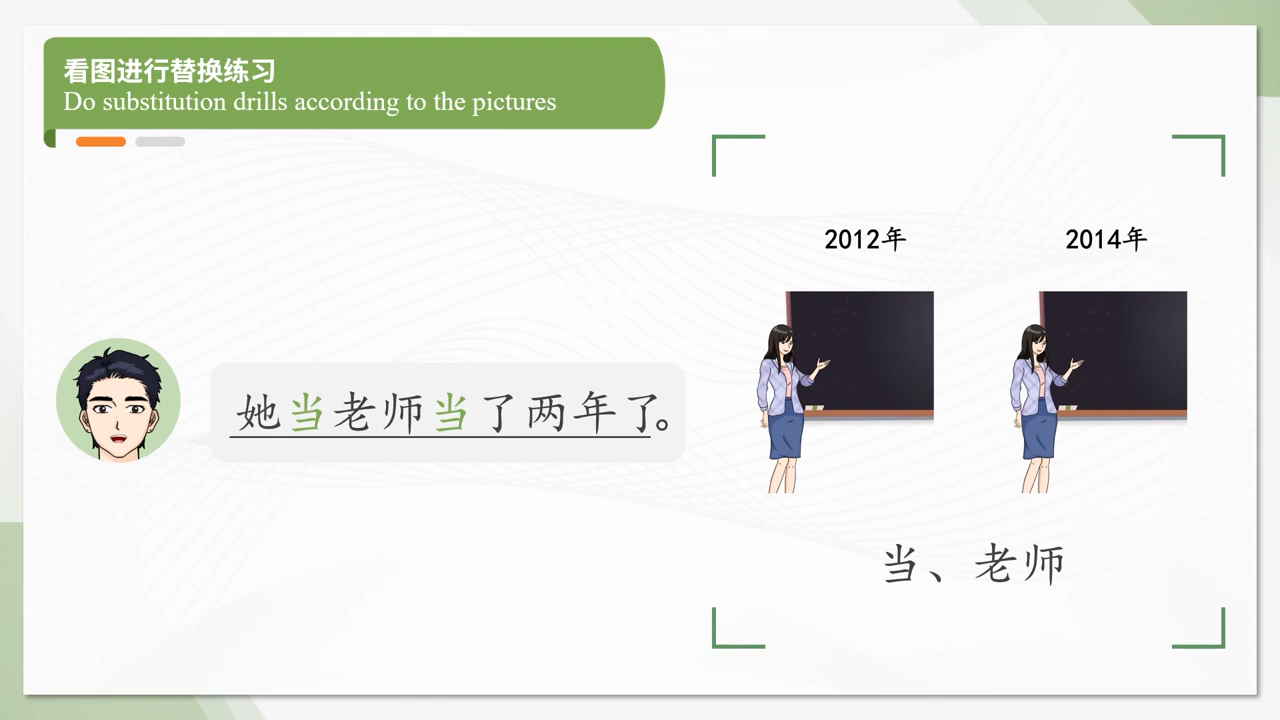 看图进行替换练习
Do substitution drills according to the pictures
2012年
2014年
她当老师当了两年了。
当、老师